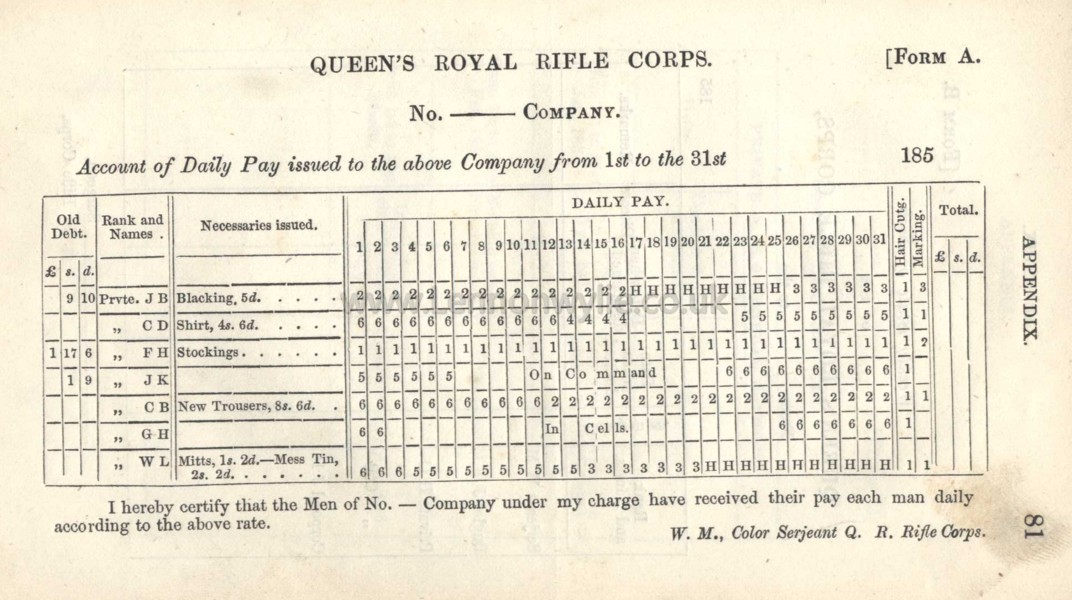 QUEEN'S ROYAL RIFLE CORPS. [FORM A.
No. ——— COMPANY.
Account of Daily Pay issued to the above Company from 1st to the 31st 185
Old Debt. Rank and Names. Necessaries issued. DAILY PAY. Hair Cutg. Marking. Total.
1 2 3 4 5 6 7 8 9 10 11 12 13 14 15 16 17 18 19 20 21 22 23 24 25 26 27 28 29 30 31
£ s. d. £ s. d.
9 10 Prvte. J B Blacking, 5d. . . . . . 2 2 2 2 2 2 2 2 2 2 2 2 2 2 2 2 H H H H H H H H H 3 3 3 3 3 3 1 3
„ C D Shirt, 4s. 6d. . . . . . 6 6 6 6 6 6 6 6 6 6 6 6 4 4 4 4 5 5 5 5 5 5 5 5 5 1 1
1 17 6 „ F H Stockings . . . . . . 1 1 1 1 1 1 1 1 1 1 1 1 1 1 1 1 1 1 1 1 1 1 1 1 1 1 1 1 1 1 1 1 2
1 9 „ J K 5 5 5 5 5 5 On Command 6 6 6 6 6 6 6 6 6 6 1
„ C B New Trousers, 8s. 6d. . 6 6 6 6 6 6 6 6 6 6 6 2 2 2 2 2 2 2 2 2 2 2 2 2 2 2 2 2 2 2 2 1 1
„ G H 6 6 In Cells. 6 6 6 6 6 6 6 1
„ W L Mitts, 1s. 2d.—Mess Tin,
2s. 2d. . . . . . . 6 6 6 5 5 5 5 5 5 5 5 5 5 3 3 3 3 3 3 3 H H H H H H H H H H H 1 1
I hereby certify that the Men of No. — Company under my charge have received their pay each man daily
according to the above rate.
W. M., Color Serjeant Q. R. Rifle Corps.
APPENDIX.
81
www.lennonwylie.co.uk